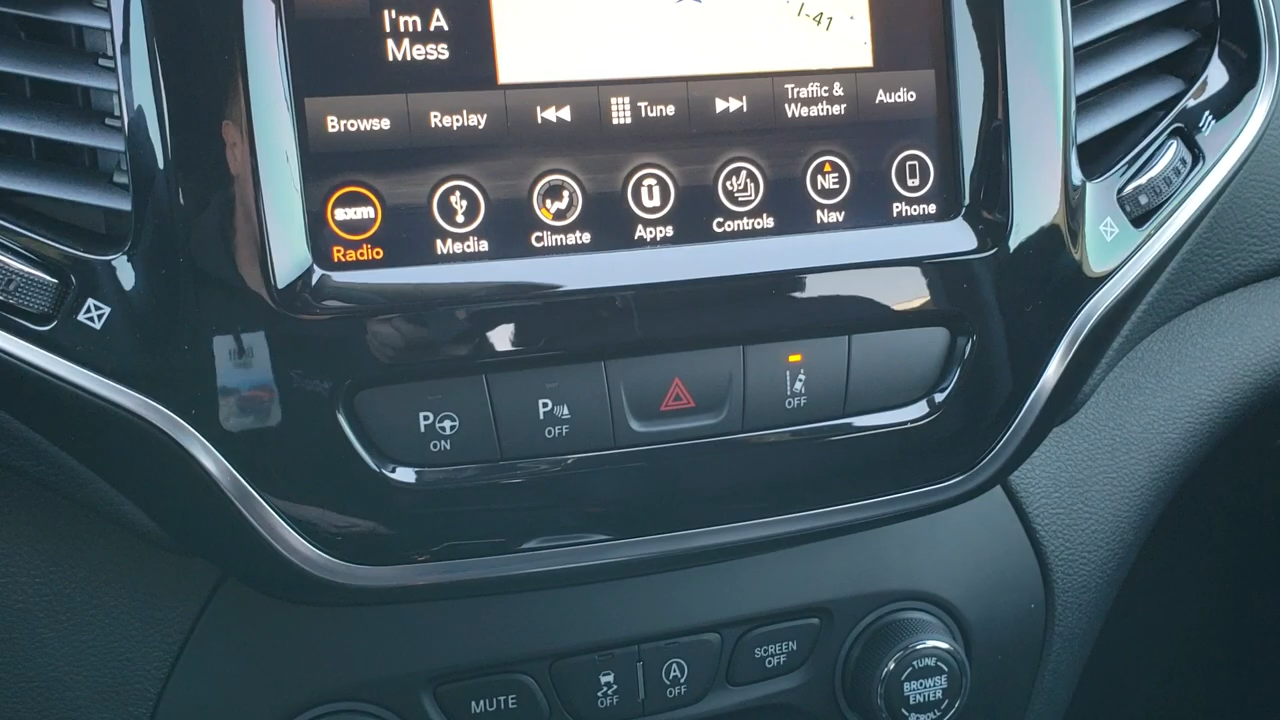 I'm A
Mess
I-41
Browse
Replay
Tune
Traffic &
Weather
Audio
sxm
Radio
Media
Climate
Apps
Controls
NE
Nav
Phone
P
ON
P
OFF
OFF
MUTE
OFF
A
OFF
SCREEN
OFF
TUNE
BROWSE
ENTER
SCROLL